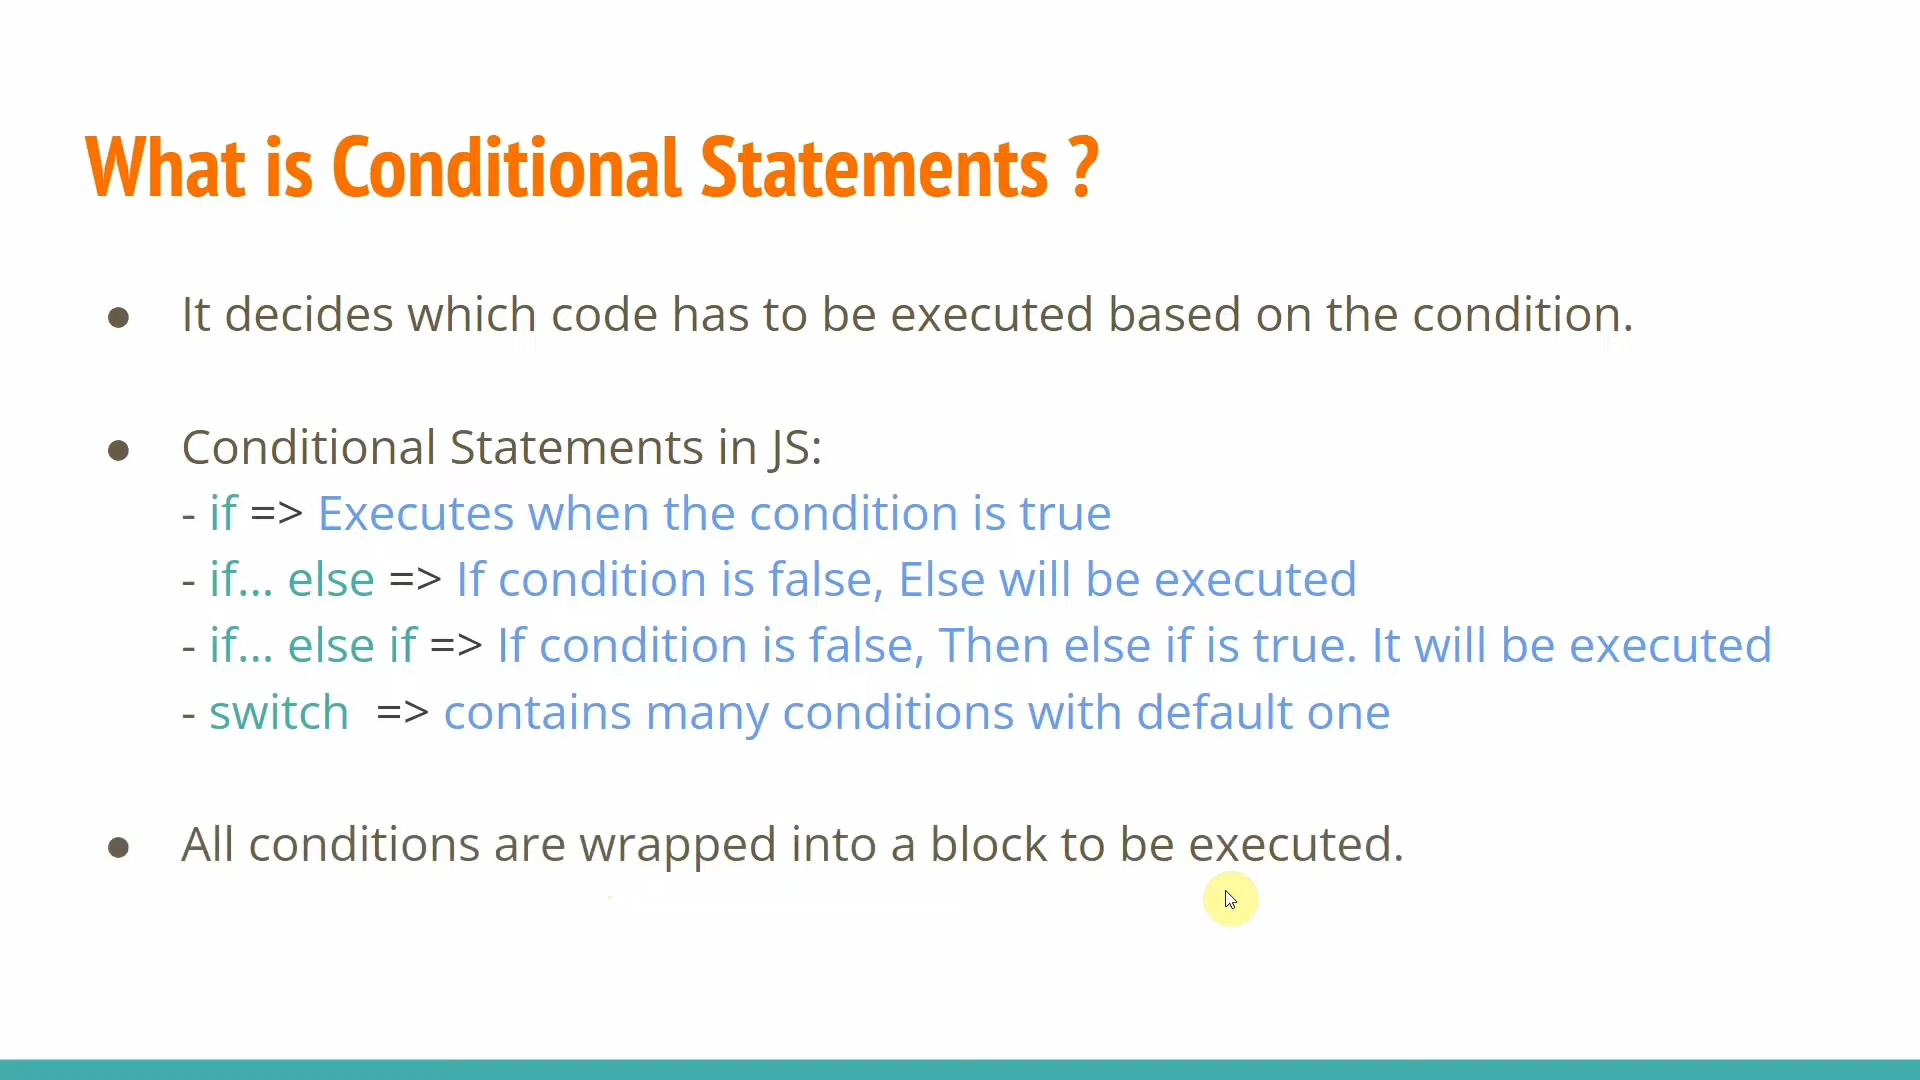 What is Conditional Statements ?
● It decides which code has to be executed based on the condition.
● Conditional Statements in JS:
- if => Executes when the condition is true
- if... else => If condition is false, Else will be executed
- if... else if => If condition is false, Then else if is true. It will be executed
- switch  => contains many conditions with default one
● All conditions are wrapped into a block to be executed.